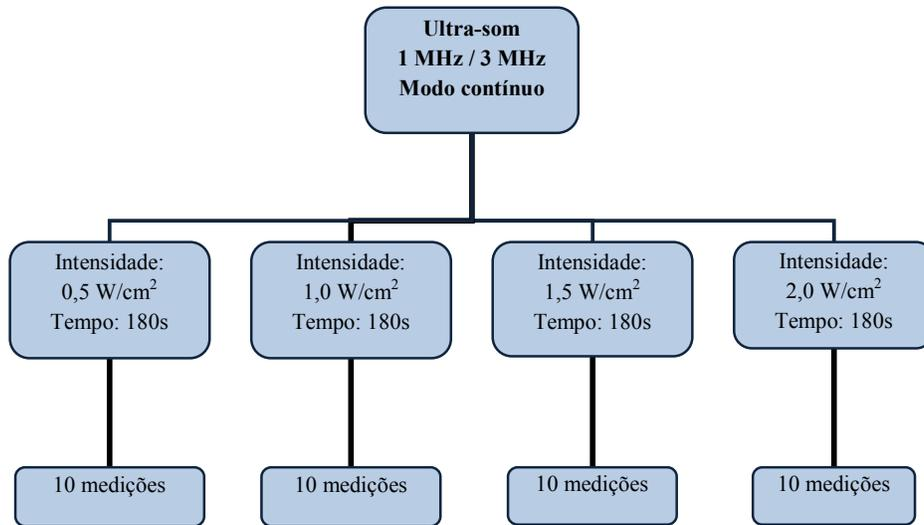 Ultra-som
1 MHz / 3 MHz
Modo contínuo
Intensidade:
0,5 W/cm²
Tempo: 180s
Intensidade:
1,0 W/cm²
Tempo: 180s
Intensidade:
1,5 W/cm²
Tempo: 180s
Intensidade:
2,0 W/cm²
Tempo: 180s
10 medições
10 medições
10 medições
10 medições